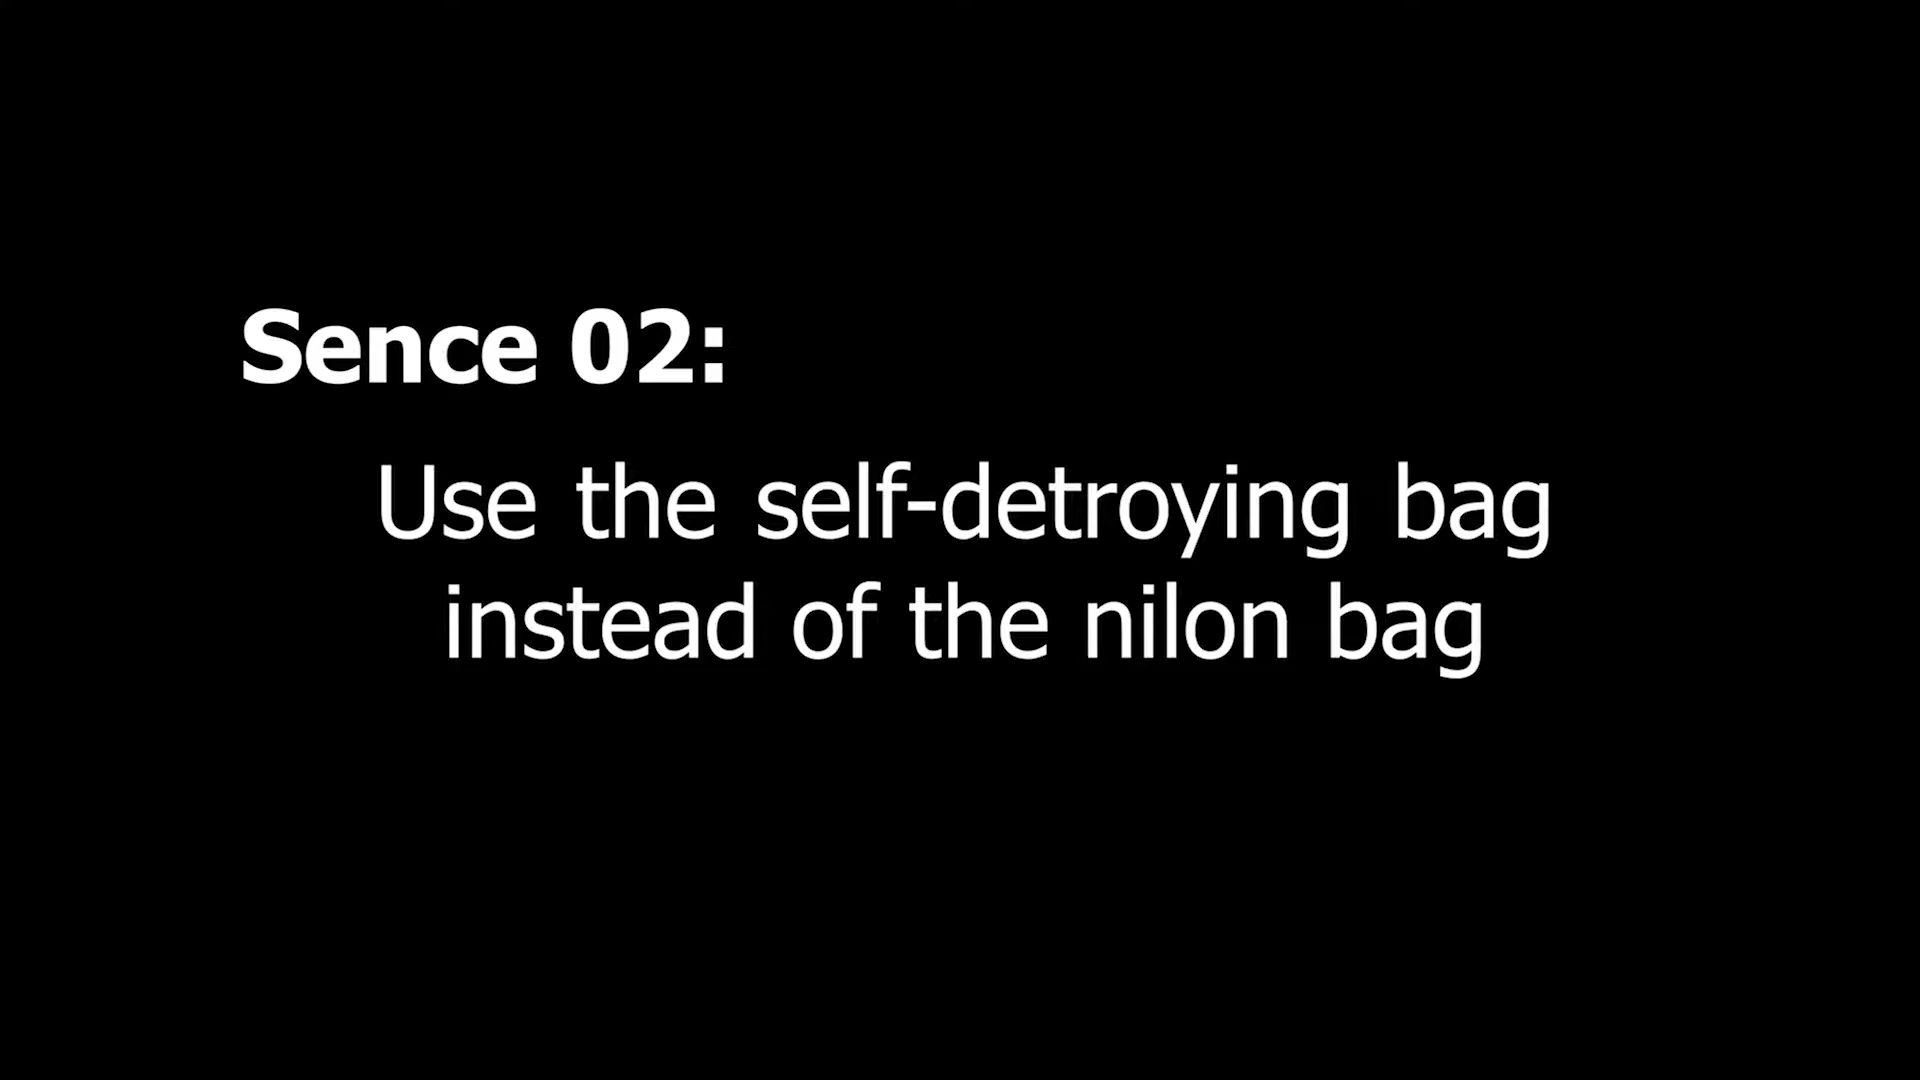 Sence 02:
Use the self-detroying bag
instead of the nilon bag